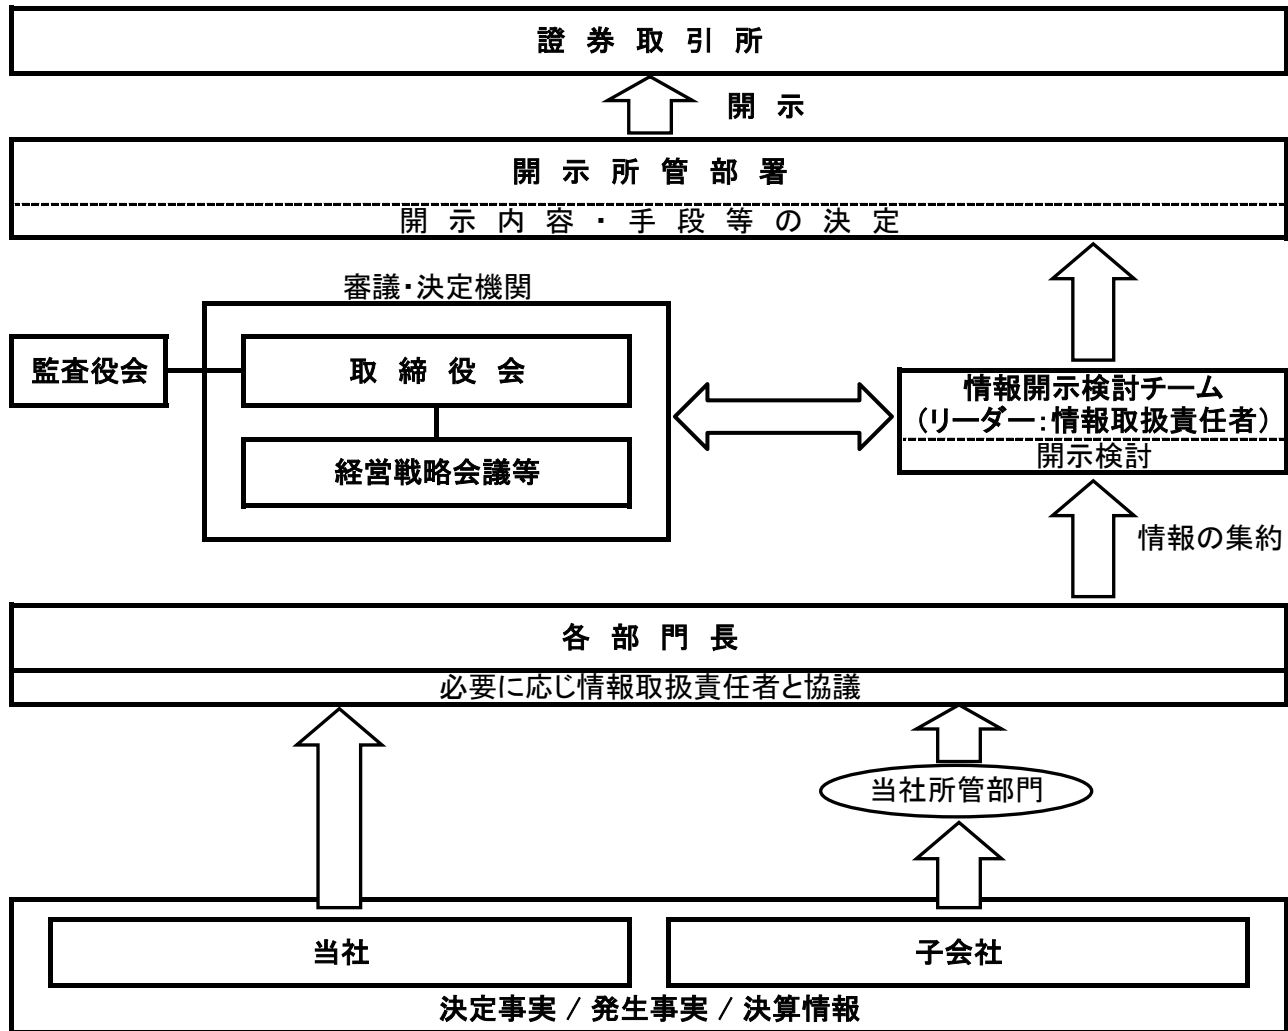 證券取引所
開示
開示所管部署
開示内容・手段等の決定
審議・決定機関
監査役会
取締役会
経営戦略会議等
情報開示検討チーム
（リーダー：情報取扱責任者）
開示検討
情報の集約
各部門長
必要に応じ情報取扱責任者と協議
当社所管部門
当社
子会社
決定事実 / 発生事実 / 決算情報